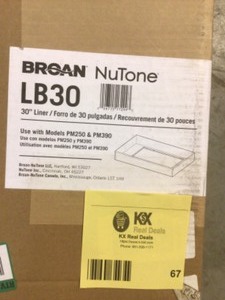 BROAN NuTone
LB30
30" Liner / Forro de 30 pulgadas / Recouvrement de 30 pouces
Use with Models PM250 & PM390
Use con modelos PM250 y PM390
Utilisation avec modèles PM250 et PM390
Broan-NuTone LLC, Hartford, WI 53027
NuTone Inc., Cincinnati, OH 45227
Broan-NuTone Canada, Inc., Mississauga, Ontario L5T
KX
Real Deals
KX Real Deals
67